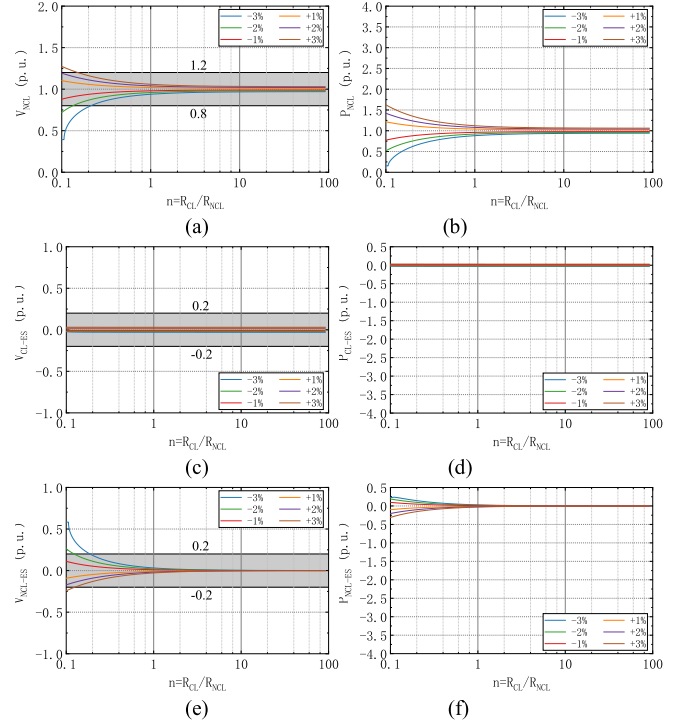 2.0
1.5
1.0
0.5
0.0
V_NCL (p. u.)
-3% +1%
-2% +2%
-1% +3%
1.2
0.8
0.1 1 10 100
n=R_CL/R_NCL
(a)
4.0
3.5
3.0
2.5
2.0
1.5
1.0
0.5
0.0
P_NCL (p. u.)
-3% +1%
-2% +2%
-1% +3%
0.1 1 10 100
n=R_CL/R_NCL
(b)
1.0
0.5
0.0
-0.5
-1.0
V_CL-ES (p. u.)
0.2
-0.2
-3% +1%
-2% +2%
-1% +3%
0.1 1 10 100
n=R_CL/R_NCL
(c)
0.5
0.0
-0.5
-1.0
-1.5
-2.0
-2.5
-3.0
-3.5
-4.0
P_CL-ES (p. u.)
-3% +1%
-2% +2%
-1% +3%
0.1 1 10 100
n=R_CL/R_NCL
(d)
1.0
0.5
0.0
-0.5
-1.0
V_NCL-ES (p. u.)
-3% +1%
-2% +2%
-1% +3%
0.2
-0.2
0.1 1 10 100
n=R_CL/R_NCL
(e)
0.5
0.0
-0.5
-1.0
-1.5
-2.0
-2.5
-3.0
-3.5
-4.0
P_NCL-ES (p. u.)
-3% +1%
-2% +2%
-1% +3%
0.1 1 10 100
n=R_CL/R_NCL
(f)